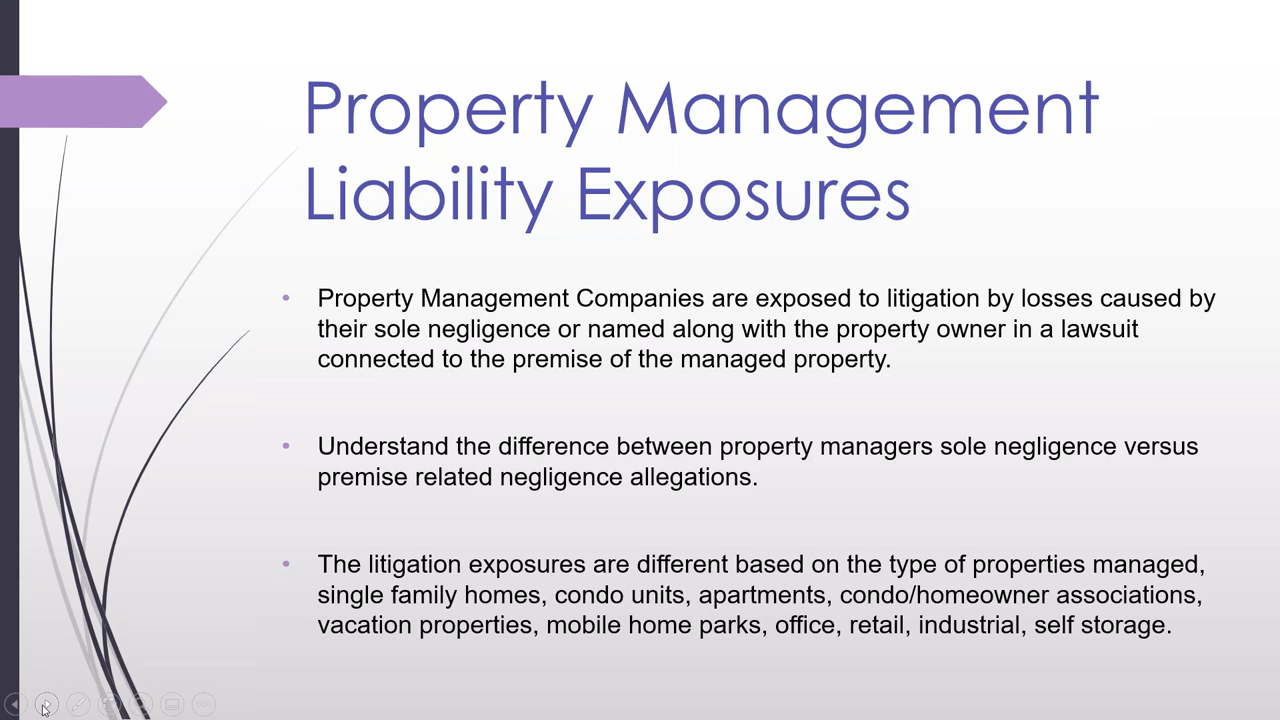 Property Management
Liability Exposures
• Property Management Companies are exposed to litigation by losses caused by
their sole negligence or named along with the property owner in a lawsuit
connected to the premise of the managed property.
• Understand the difference between property managers sole negligence versus
premise related negligence allegations.
• The litigation exposures are different based on the type of properties managed,
single family homes, condo units, apartments, condo/homeowner associations,
vacation properties, mobile home parks, office, retail, industrial, self storage.